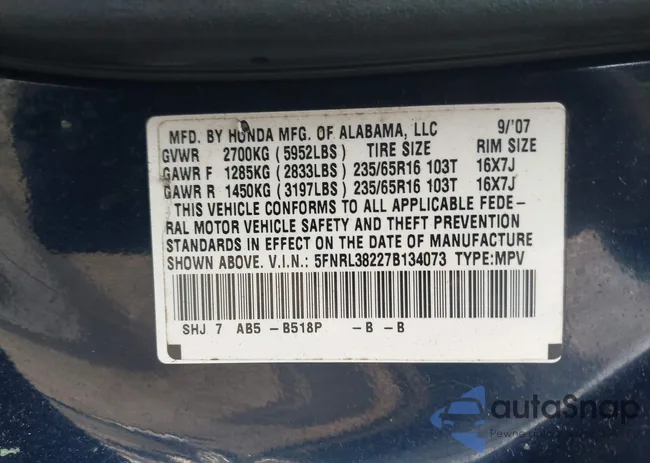 MFD. BY HONDA MFG. OF ALABAMA, LLC 9/'07
GVWR 2700KG (5952LBS) TIRE SIZE RIM SIZE
GAWR F 1285KG (2833LBS) 235/65R16 103T 16X7J
GAWR R 1450KG (3197LBS) 235/65R16 103T 16X7J
THIS VEHICLE CONFORMS TO ALL APPLICABLE FEDE-
RAL MOTOR VEHICLE SAFETY AND THEFT PREVENTION
STANDARDS IN EFFECT ON THE DATE OF MANUFACTURE
SHOWN ABOVE. V.I.N.: 5FNRL38227B134073 TYPE:MPV
SHJ 7 AB5 -B518P -B -B
autoSnap